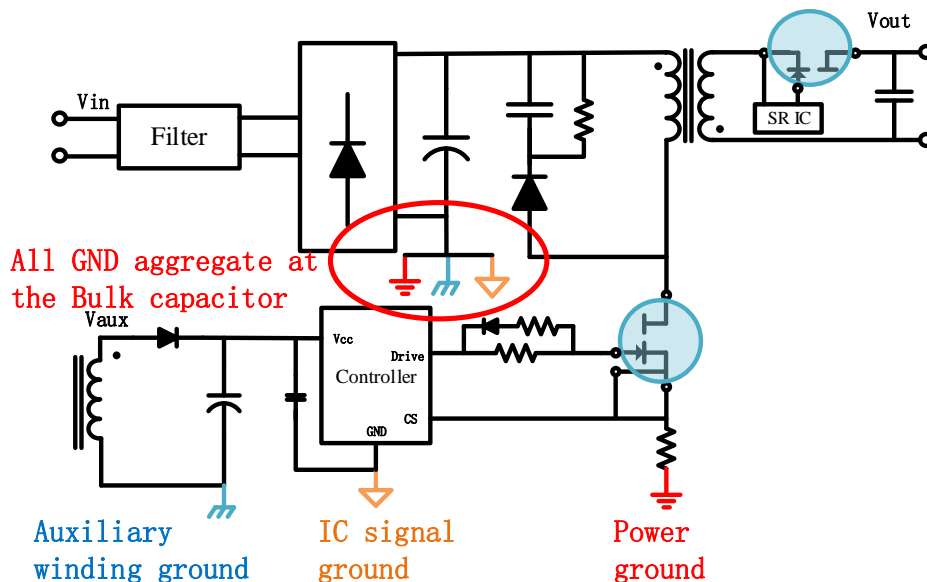 Vout
Vin
Filter
SR IC
All GND aggregate at
the Bulk capacitor
Vaux
Vcc
Drive
Controller
CS
GND
Auxiliary
winding ground
IC signal
ground
Power
ground